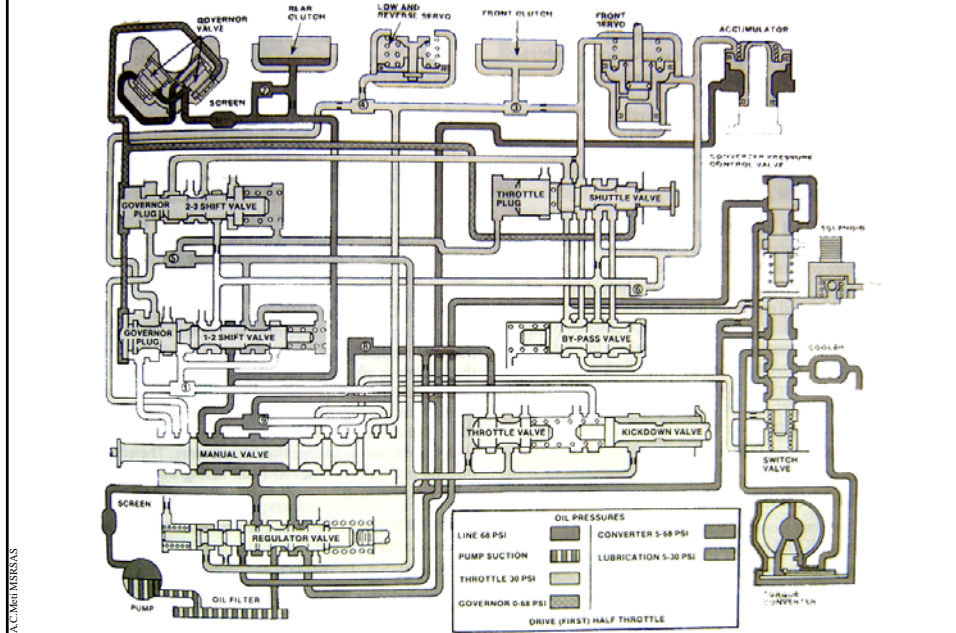 GOVERNOR
VALVE
REAR
CLUTCH
LOW AND
REVERSE SERVO
FRONT CLUTCH
FRONT
SERVO
ACCUMULATOR
SCREEN
CONVERTER PRESSURE
CONTROL VALVE
GOVERNOR
PLUG
2-3 SHIFT VALVE
THROTTLE
PLUG
SHUTTLE VALVE
SOLENOID
GOVERNOR
PLUG
1-2 SHIFT VALVE
BY-PASS VALVE
COOLER
MANUAL VALVE
THROTTLE VALVE
KICKDOWN VALVE
SWITCH
VALVE
SCREEN
REGULATOR VALVE
PUMP
OIL FILTER
OIL PRESSURES
LINE 68 PSI
CONVERTER 5-68 PSI
PUMP SUCTION
LUBRICATION 5-30 PSI
THROTTLE 30 PSI
GOVERNOR 0-68 PSI
DRIVE (FIRST) HALF THROTTLE
TORQUE
CONVERTER
A.C.Meti MSRSAS